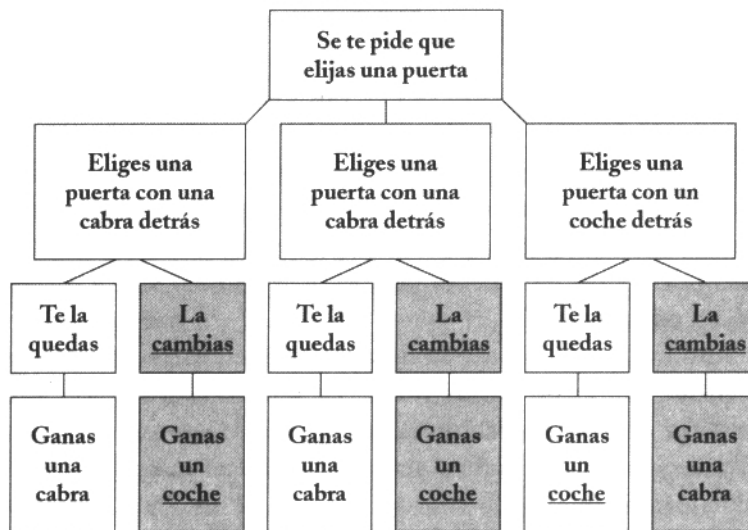 Se te pide que
elijas una puerta
Eliges una
puerta con una
cabra detrás
Eliges una
puerta con una
cabra detrás
Eliges una
puerta con un
coche detrás
Te la
quedas
La
cambias
Te la
quedas
La
cambias
Te la
quedas
La
cambias
Ganas
una
cabra
Ganas
un
coche
Ganas
una
cabra
Ganas
un
coche
Ganas
un
coche
Ganas
una
cabra